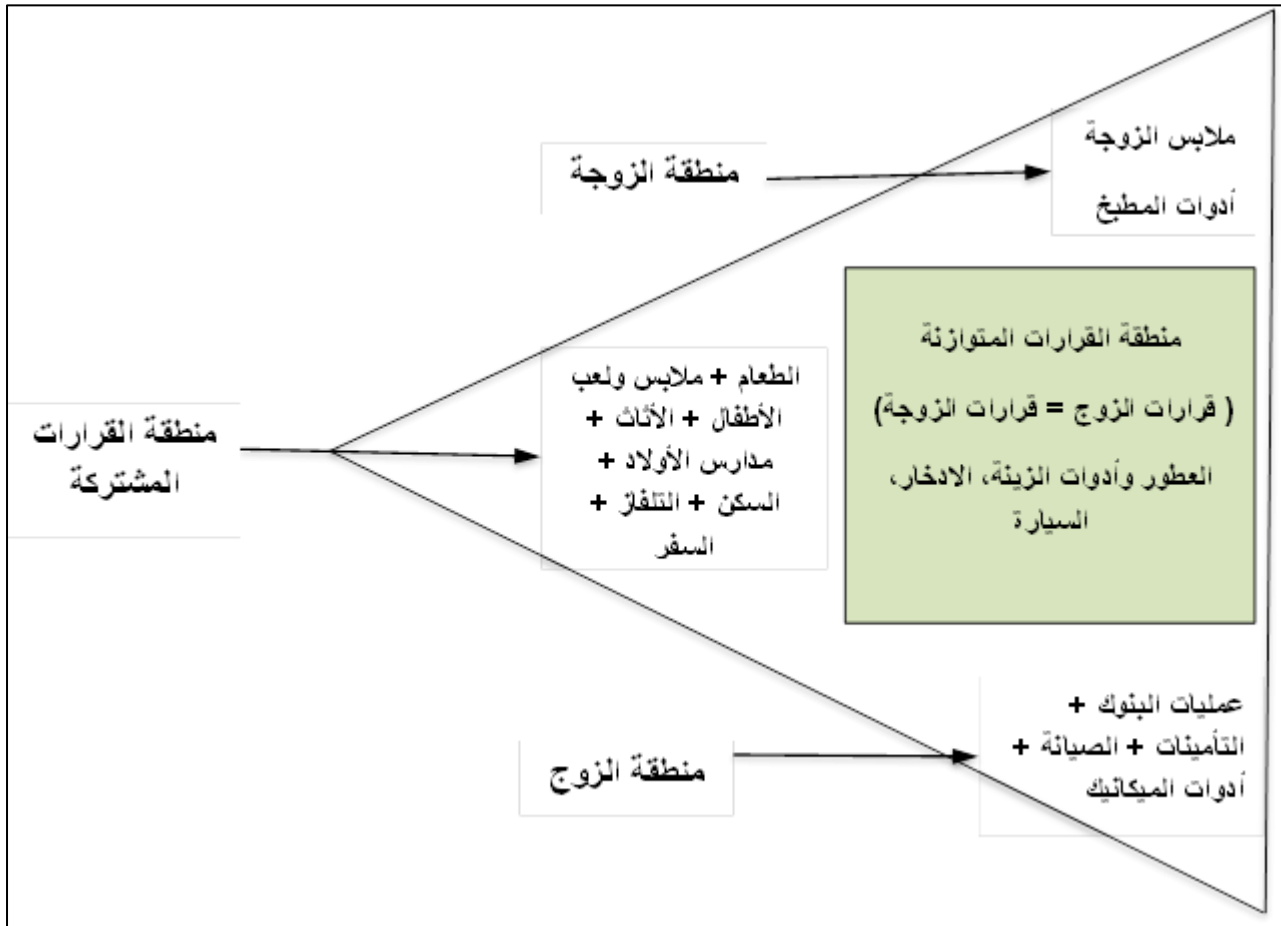 ملابس الزوجة
أدوات المطبخ
منطقة الزوجة
منطقة القرارات المتوازنة
( قرارات الزوج = قرارات الزوجة)
العطور وأدوات الزينة، الادخار،
السيارة
الطعام + ملابس ولعب
الأطفال + الأثاث +
مدارس الأولاد +
السكن + التلفاز +
السفر
منطقة القرارات
المشتركة
عمليات البنوك +
التأمينات + الصيانة +
أدوات الميكانيك
منطقة الزوج